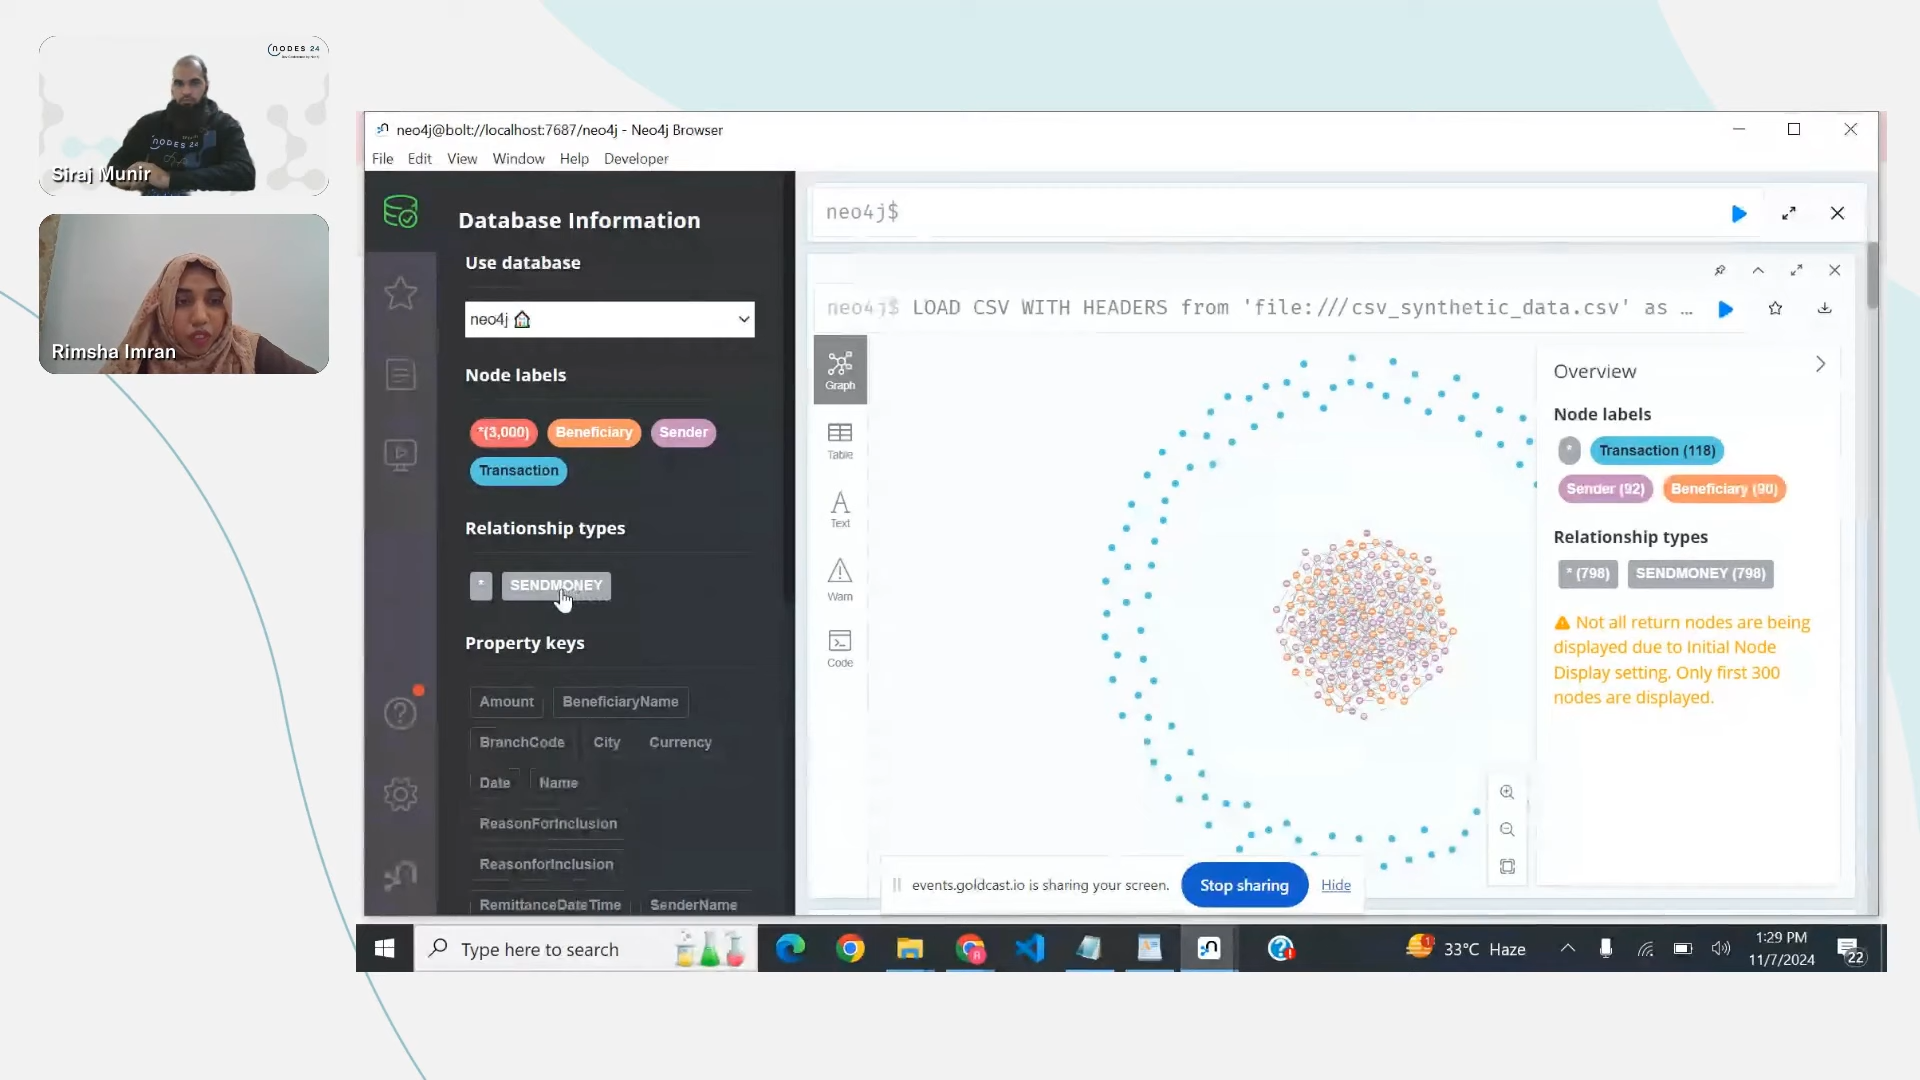 NODES 24
NODES 24
Siraj Munir
Rimsha Imran
neo4j@bolt://localhost:7687/neo4j - Neo4j Browser
File Edit View Window Help Developer
Database Information
Use database
neo4j
Node labels
*(3,000) Beneficiary Sender
Transaction
Relationship types
* SENDMONEY
Property keys
Amount BeneficiaryName
BranchCode City Currency
Date Name
ReasonForInclusion
ReasonforInclusion
RemittanceDateTime SenderName
neo4j$
neo4j$ LOAD CSV WITH HEADERS from 'file:///csv_synthetic_data.csv' as …
Graph
Table
Text
Warn
Code
Overview
Node labels
* Transaction (118)
Sender (92) Beneficiary (90)
Relationship types
* (798) SENDMONEY (798)
Not all return nodes are being
displayed due to Initial Node
Display setting. Only first 300
nodes are displayed.
events.goldcast.io is sharing your screen. Stop sharing Hide
Type here to search
33°C Haze
1:29 PM
11/7/2024
22